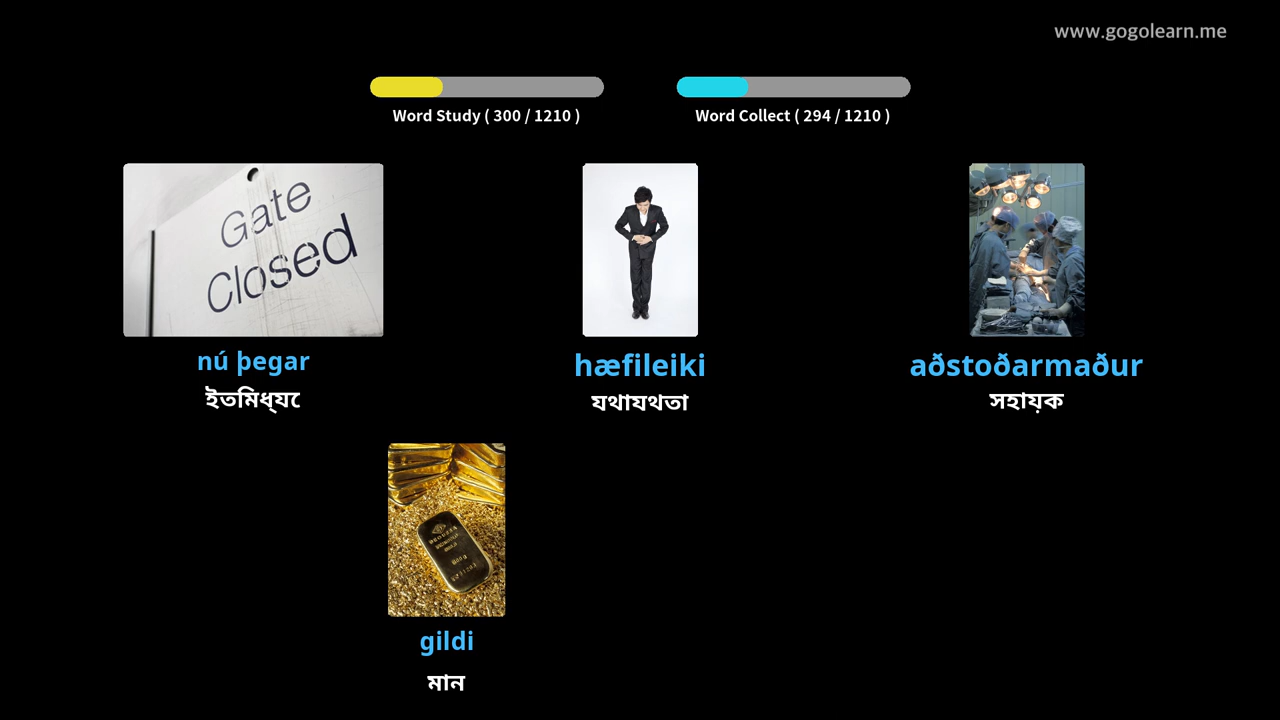 www.gogolearn.me
Word Study ( 300 / 1210 )
Word Collect ( 294 / 1210 )
Gate
Closed
nú þegar
hæfileiki
aðstoðarmaður
ইতমিধ্যে
যথাযথতা
সহায়ক
gildi
মান